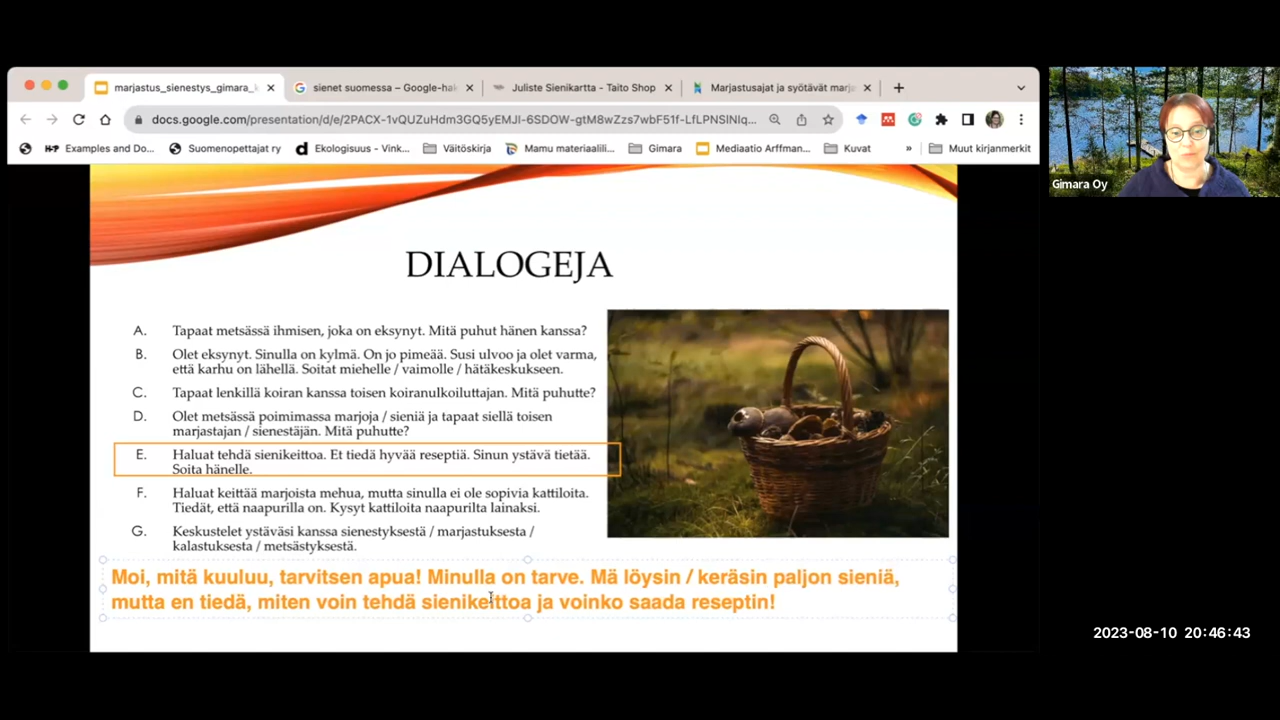 marjastus_sienestys_gimara_k
sienet suomessa – Google-hak
Juliste Sienikartta - Taito Shop
Marjastusajat ja syötävät marja
docs.google.com/presentation/d/e/2PACX-1vQUZuHdm3GQ5yEMJI-6SDOW-gtM8wZzs7wbF51f-LfLPNSINIq...
Examples and Do...
Suomenopettajat ry
Ekologisuus - Vink...
Väitöskirja
Mamu materiaalili...
Gimara
Mediaatio Arffman...
Kuvat
»
Muut kirjanmerkit
Gimara Oy
DIALOGEJA
A. Tapaat metsässä ihmisen, joka on eksynyt. Mitä puhut hänen kanssa?
B. Olet eksynyt. Sinulla on kylmä. On jo pimeää. Susi ulvoo ja olet varma,
että karhu on lähellä. Soitat miehelle / vaimolle / hätäkeskukseen.
C. Tapaat lenkillä koiran kanssa toisen koiranulkoiluttajan. Mitä puhutte?
D. Olet metsässä poimimassa marjoja / sieniä ja tapaat siellä toisen
marjastajan / sienestäjän. Mitä puhutte?
E. Haluat tehdä sienikeittoa. Et tiedä hyvää reseptiä. Sinun ystävä tietää.
Soita hänelle.
F. Haluat keittää marjoista mehua, mutta sinulla ei ole sopivia kattiloita.
Tiedät, että naapurilla on. Kysyt kattiloita naapurilta lainaksi.
G. Keskustelet ystäväsi kanssa sienestyksestä / marjastuksesta /
kalastuksesta / metsästyksestä.
Moi, mitä kuuluu, tarvitsen apua! Minulla on tarve. Mä löysin / keräsin paljon sieniä,
mutta en tiedä, miten voin tehdä sienikeittoa ja voinko saada reseptin!
2023-08-10 20:46:43